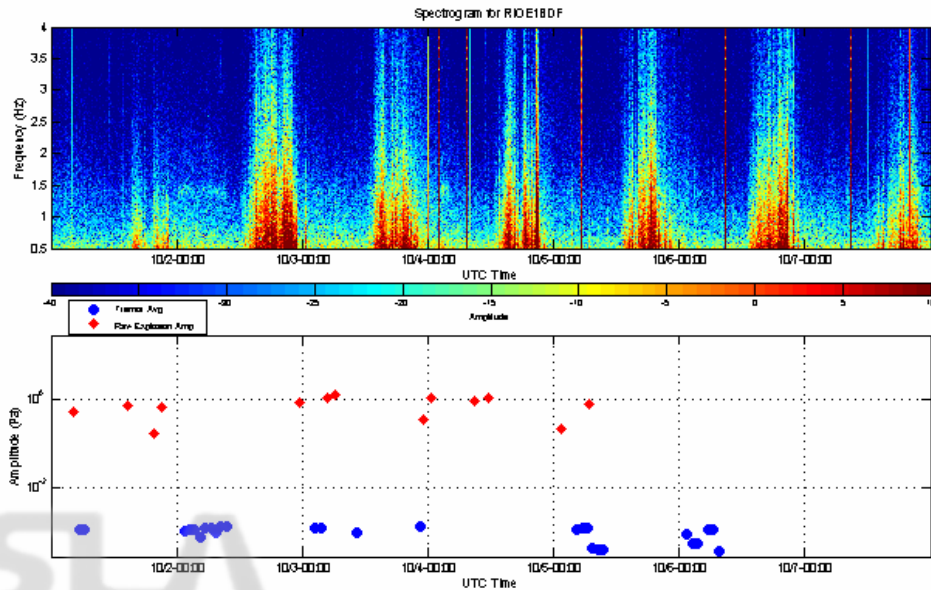 Spectrogram for RIOE1BDF
4
3.5
3
2.5
2
1.5
1
0.5
Frequency (Hz)
10/2-00:00 10/3-00:00 10/4-00:00 10/5-00:00 10/6-00:00 10/7-00:00
UTC Time
-40 -30 -25 -20 -15 -10 -5 0 5
Amplitude
Tremor Avg
Raw Explosion Amp
Amplitude (Pa)
10/2-00:00 10/3-00:00 10/4-00:00 10/5-00:00 10/6-00:00 10/7-00:00
UTC Time
SLA